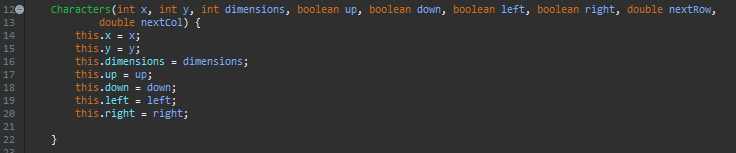 12 Characters(int x, int y, int dimensions, boolean up, boolean down, boolean left, boolean right, double nextRow,
13 double nextCol) {
14 this.x = x;
15 this.y = y;
16 this.dimensions = dimensions;
17 this.up = up;
18 this.down = down;
19 this.left = left;
20 this.right = right;
21
22 }
23